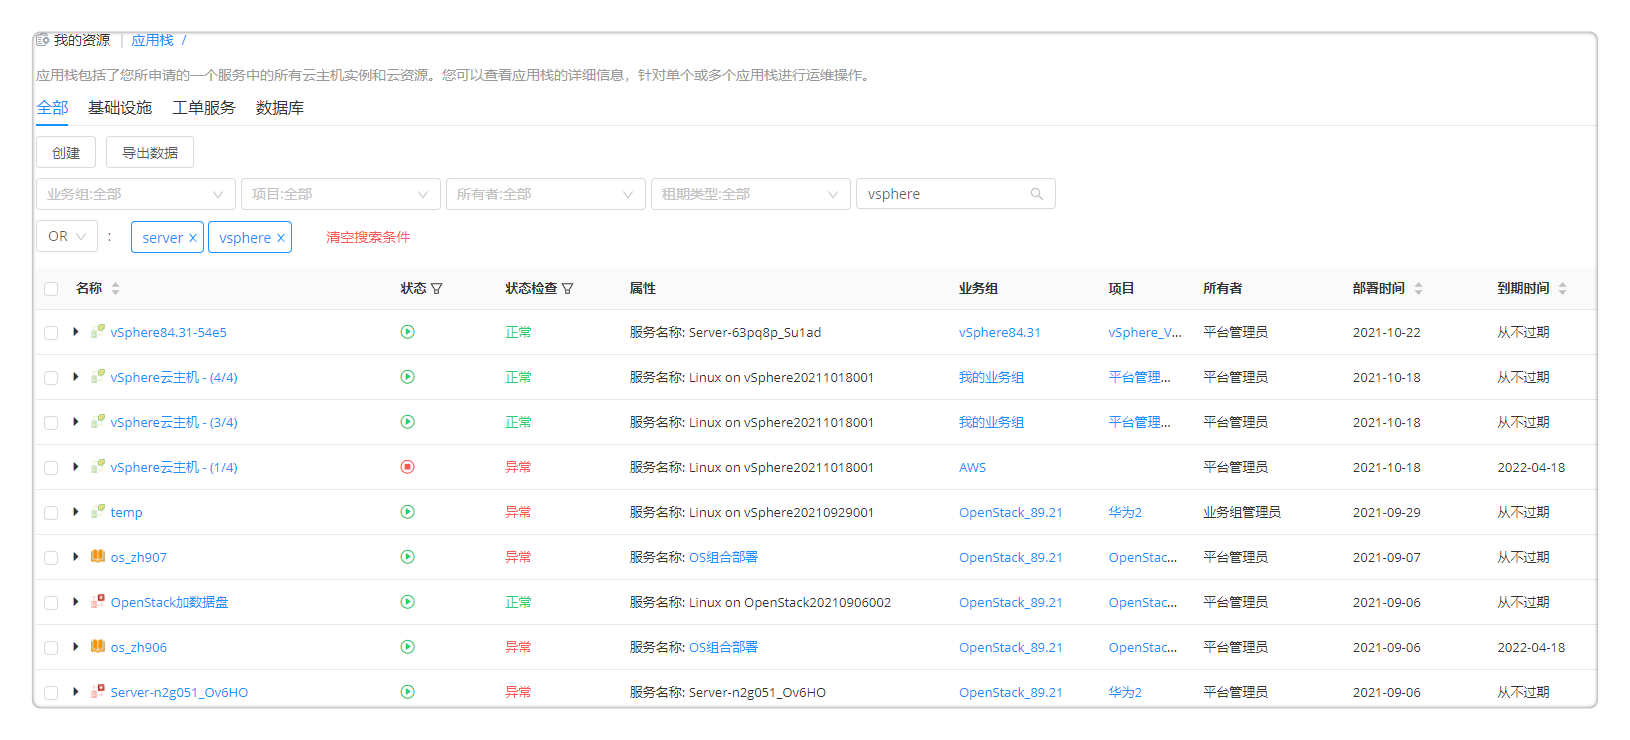 我的资源 | 应用栈 /
应用栈包括了您所申请的一个服务中的所有云主机实例和云资源。您可以查看应用栈的详细信息，针对单个或多个应用栈进行运维操作。
全部 基础设施 工单服务 数据库
创建 导出数据
业务组:全部 项目:全部 所有者:全部 租期类型:全部 vsphere
OR : server × vsphere × 清空搜索条件
名称 状态 状态检查 属性 业务组 项目 所有者 部署时间 到期时间
vSphere84.31-54e5 正常 服务名称: Server-63pq8p_Su1ad vSphere84.31 vSphere_V... 平台管理员 2021-10-22 从不过期
vSphere云主机 - (4/4) 正常 服务名称: Linux on vSphere20211018001 我的业务组 平台管理... 平台管理员 2021-10-18 从不过期
vSphere云主机 - (3/4) 正常 服务名称: Linux on vSphere20211018001 我的业务组 平台管理... 平台管理员 2021-10-18 从不过期
vSphere云主机 - (1/4) 异常 服务名称: Linux on vSphere20211018001 AWS 平台管理员 2021-10-18 2022-04-18
temp 异常 服务名称: Linux on vSphere20210929001 OpenStack_89.21 华为2 业务组管理员 2021-09-29 从不过期
os_zh907 异常 服务名称: OS组合部署 OpenStack_89.21 OpenStac... 平台管理员 2021-09-07 从不过期
OpenStack加数据盘 正常 服务名称: Linux on OpenStack20210906002 OpenStack_89.21 OpenStac... 平台管理员 2021-09-06 从不过期
os_zh906 异常 服务名称: OS组合部署 OpenStack_89.21 OpenStac... 平台管理员 2021-09-06 2022-04-18
Server-n2g051_Ov6HO 异常 服务名称: Server-n2g051_Ov6HO OpenStack_89.21 华为2 平台管理员 2021-09-06 从不过期